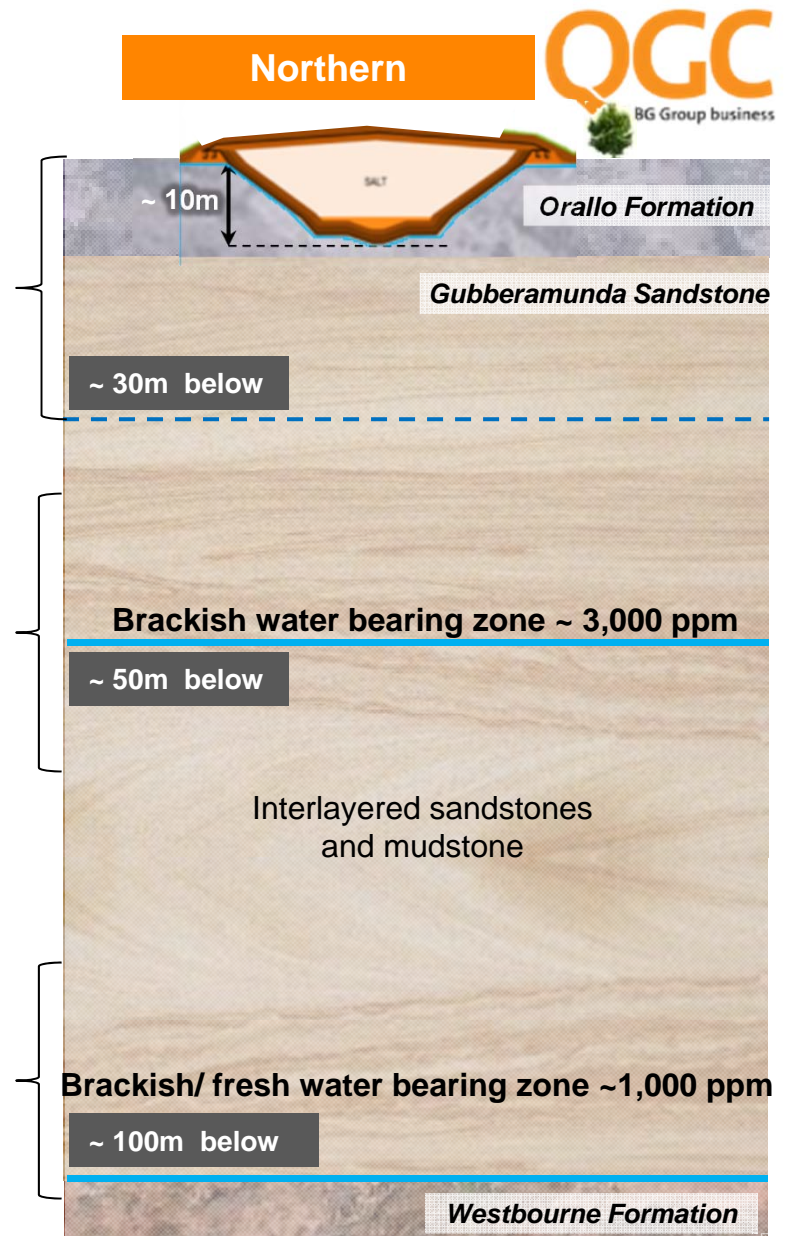 Northern
QGC
BG Group business
SALT
~ 10m
Orallo Formation
Gubberamunda Sandstone
~ 30m below
Brackish water bearing zone ~ 3,000 ppm
~ 50m below
Interlayered sandstones
and mudstone
Brackish/ fresh water bearing zone ~1,000 ppm
~ 100m below
Westbourne Formation